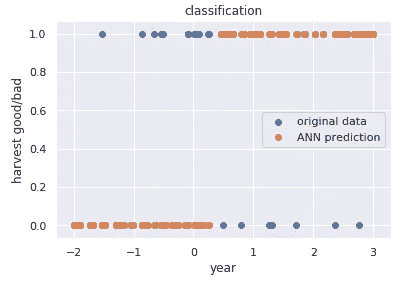 classification
harvest good/bad
1.0
0.8
0.6
0.4
0.2
0.0
original data
ANN prediction
−2
−1
0
1
2
3
year